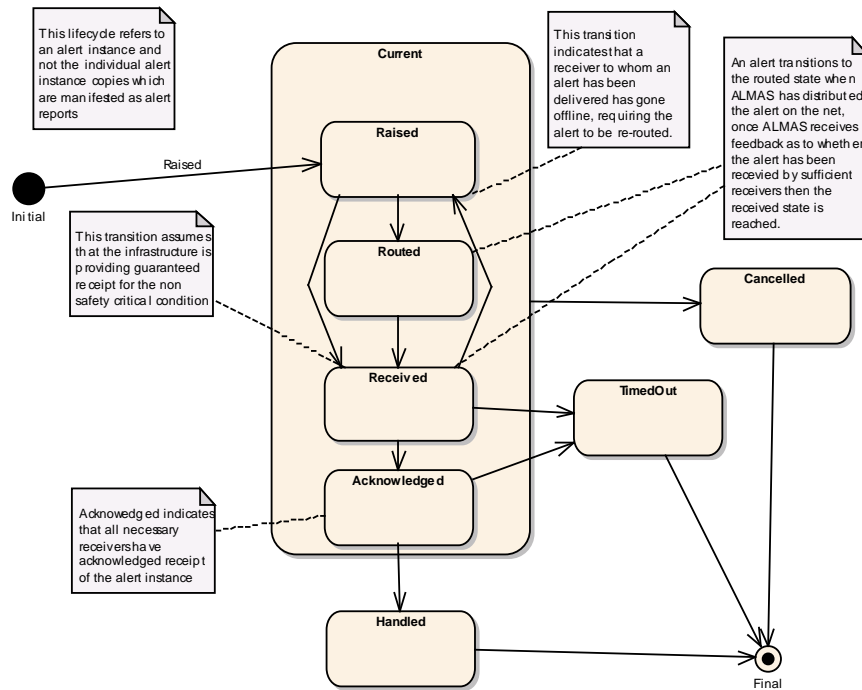 This lifecycle refers to
an alert instance and
not the individual alert
instance copies which
are manifested as alert
reports
Current
This transition
indicates that a
receiver to whom an
alert has been
delivered has gone
offline, requiring the
alert to be re-routed.
An alert transitions to
the routed state when
ALMAS has distributed
the alert on the net,
once ALMAS receives
feedback as to whether
the alert has been
recevied by sufficient
receivers then the
received state is
reached.
Raised
Raised
Initial
This transition assumes
that the infrastructure is
providing guaranteed
receipt for the non
safety critical condition
Routed
Cancelled
Received
TimedOut
Acknowledged
Acknowedged indicates
that all necessary
receivers have
acknowledged receipt
of the alert instance
Handled
Final